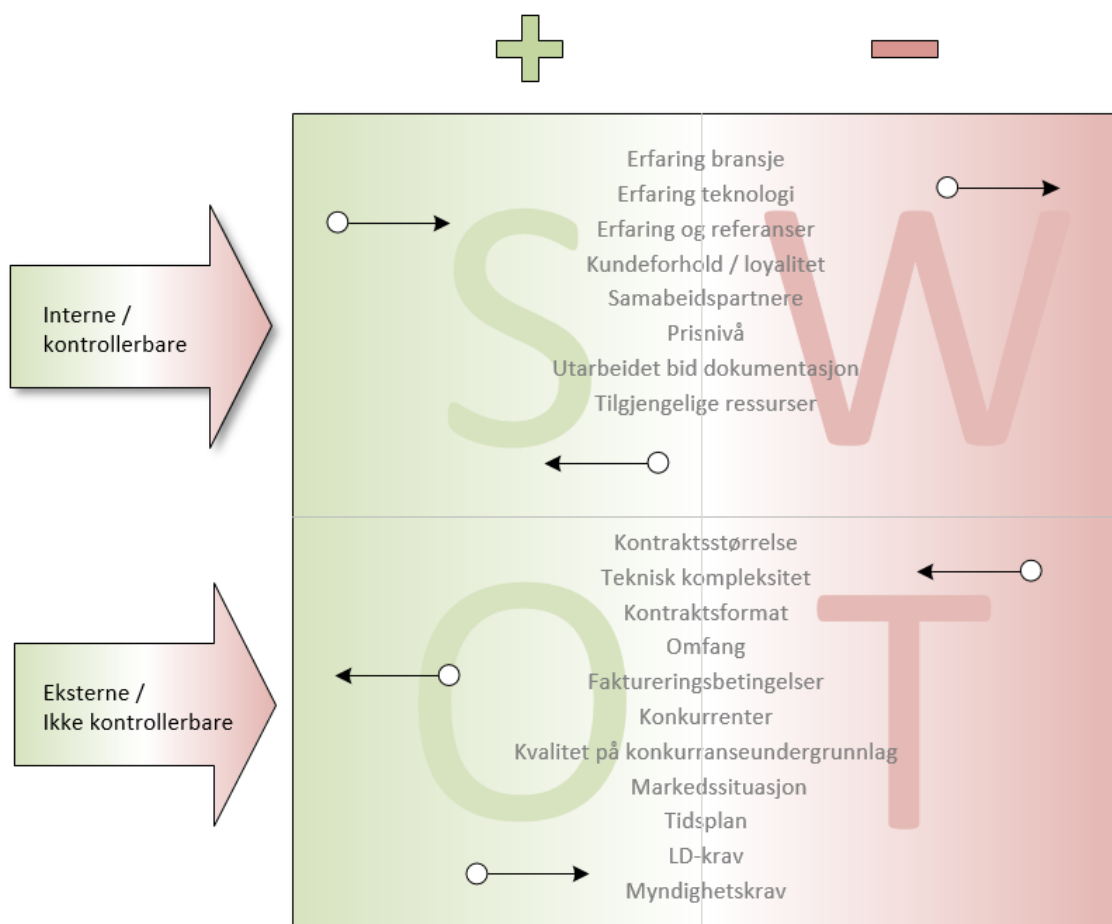 Erfaring bransje
Erfaring teknologi
Erfaring og referanser
Kundeforhold / loyalitet
Samabeidspartnere
Prisnivå
Utarbeidet bid dokumentasjon
Tilgjengelige ressurser
S
W
Interne /
kontrollerbare
Kontraktsstørrelse
Teknisk kompleksitet
Kontraktsformat
Omfang
Faktureringsbetingelser
Konkurrenter
Kvalitet på konkurranseundergrunnlag
Markedssituasjon
Tidsplan
LD-krav
Myndighetskrav
O
T
Eksterne /
Ikke kontrollerbare